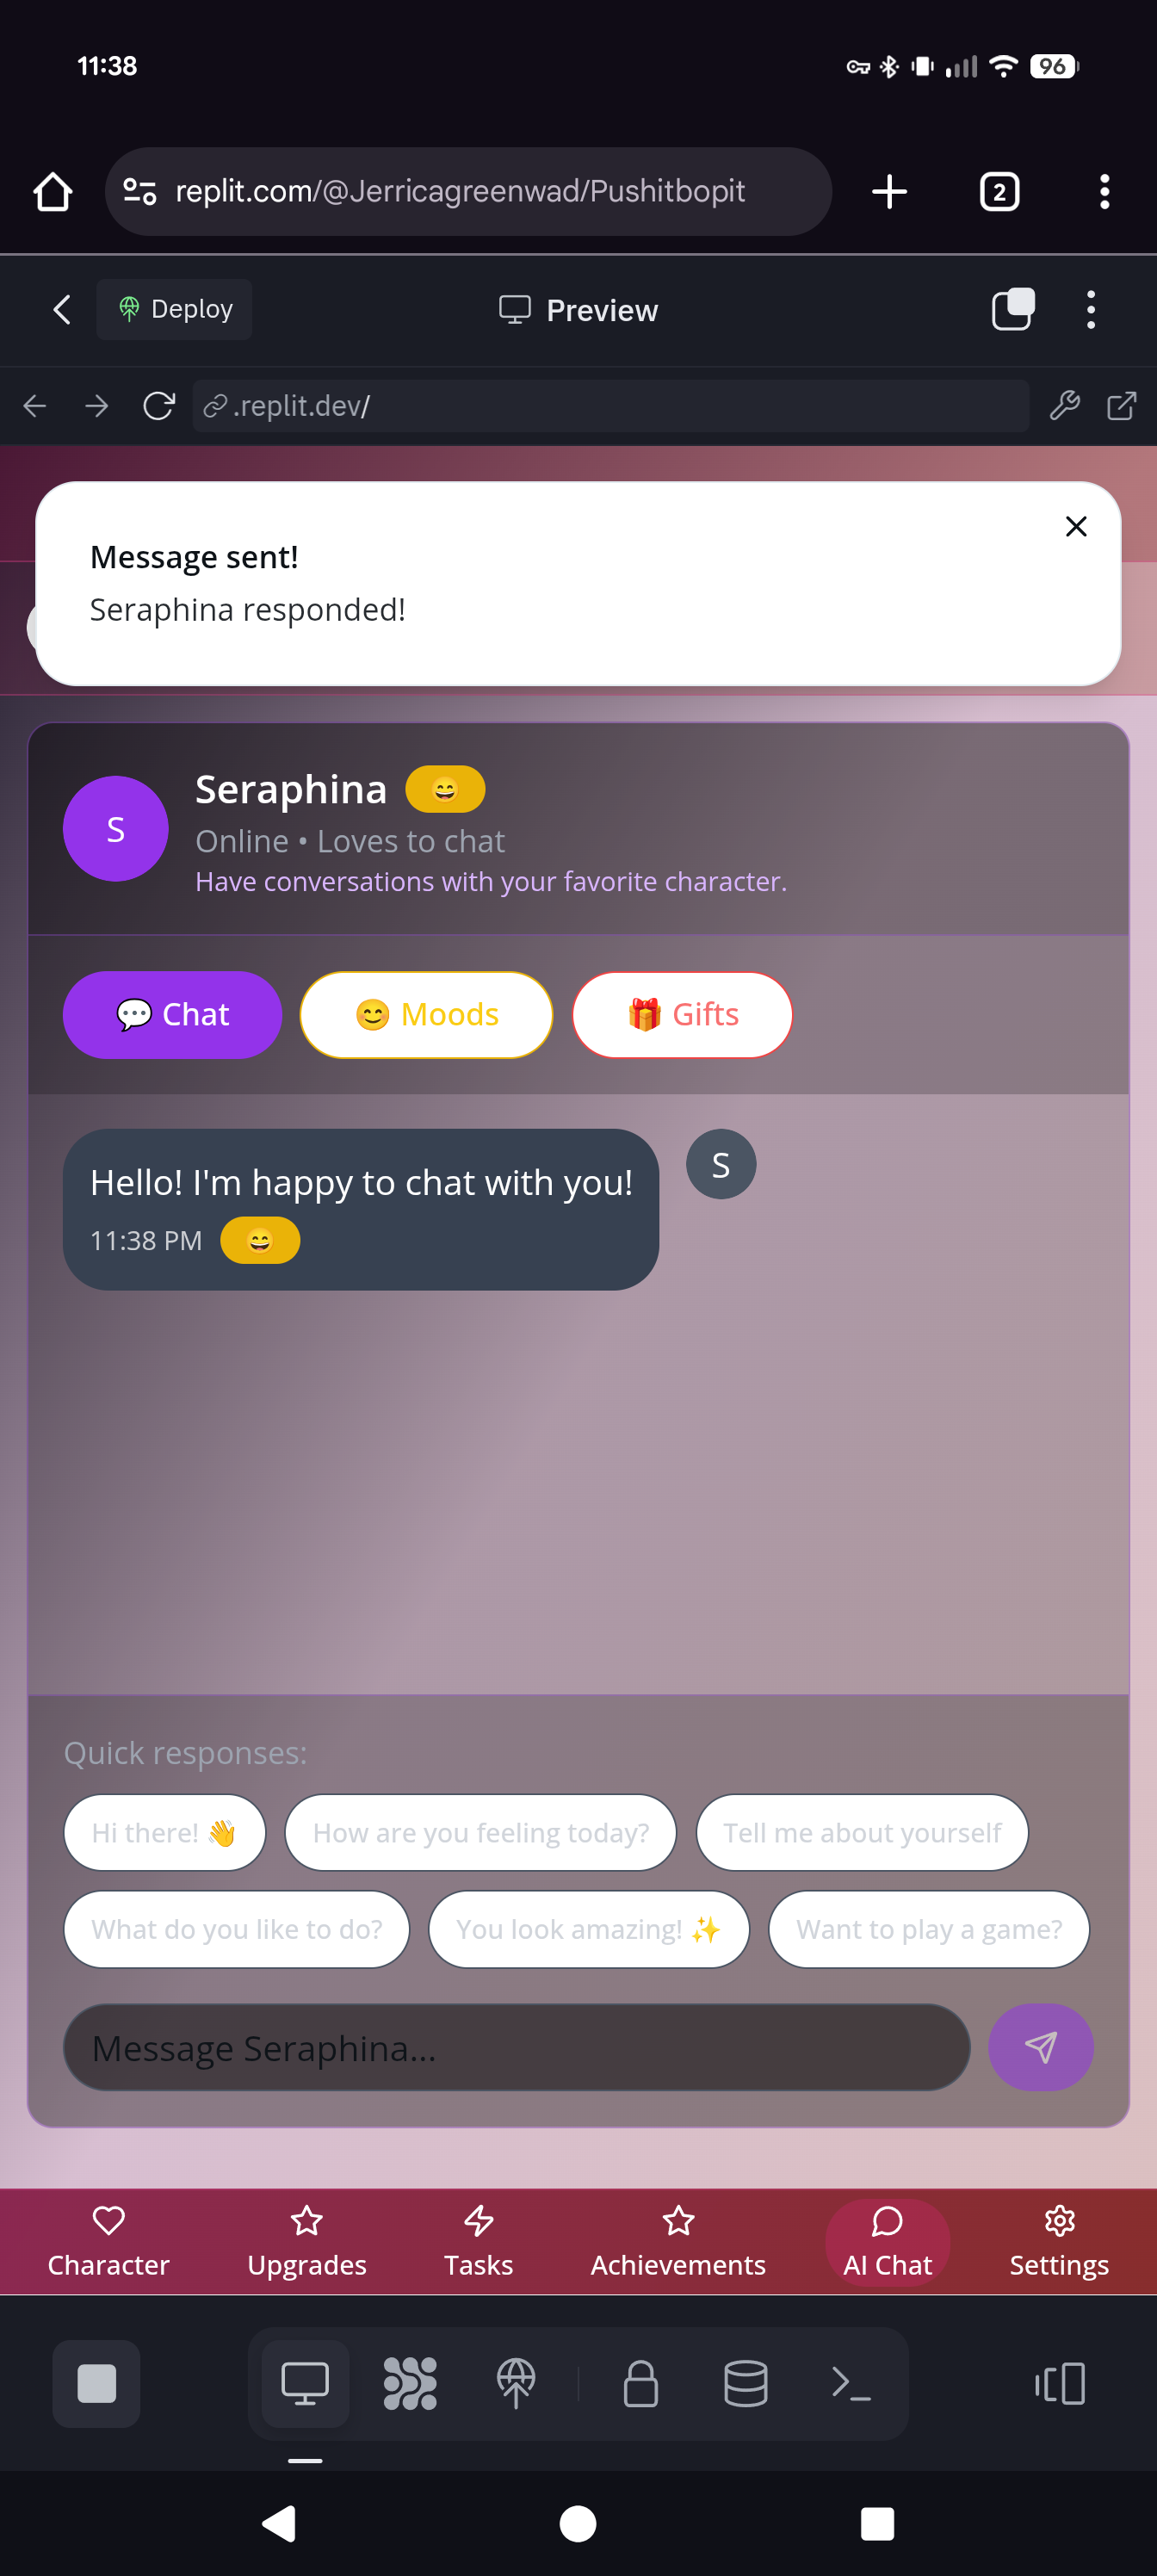 11:38
96
replit.com/@Jerricagreenwad/Pushitbopit
2
Deploy
Preview
.replit.dev/
Message sent!
Seraphina responded!
S
Seraphina 😄
Online • Loves to chat
Have conversations with your favorite character.
💬 Chat
😊 Moods
🎁 Gifts
Hello! I'm happy to chat with you!
S
11:38 PM 😄
Quick responses:
Hi there! 👋
How are you feeling today?
Tell me about yourself
What do you like to do?
You look amazing! ✨
Want to play a game?
Message Seraphina...
Character
Upgrades
Tasks
Achievements
AI Chat
Settings